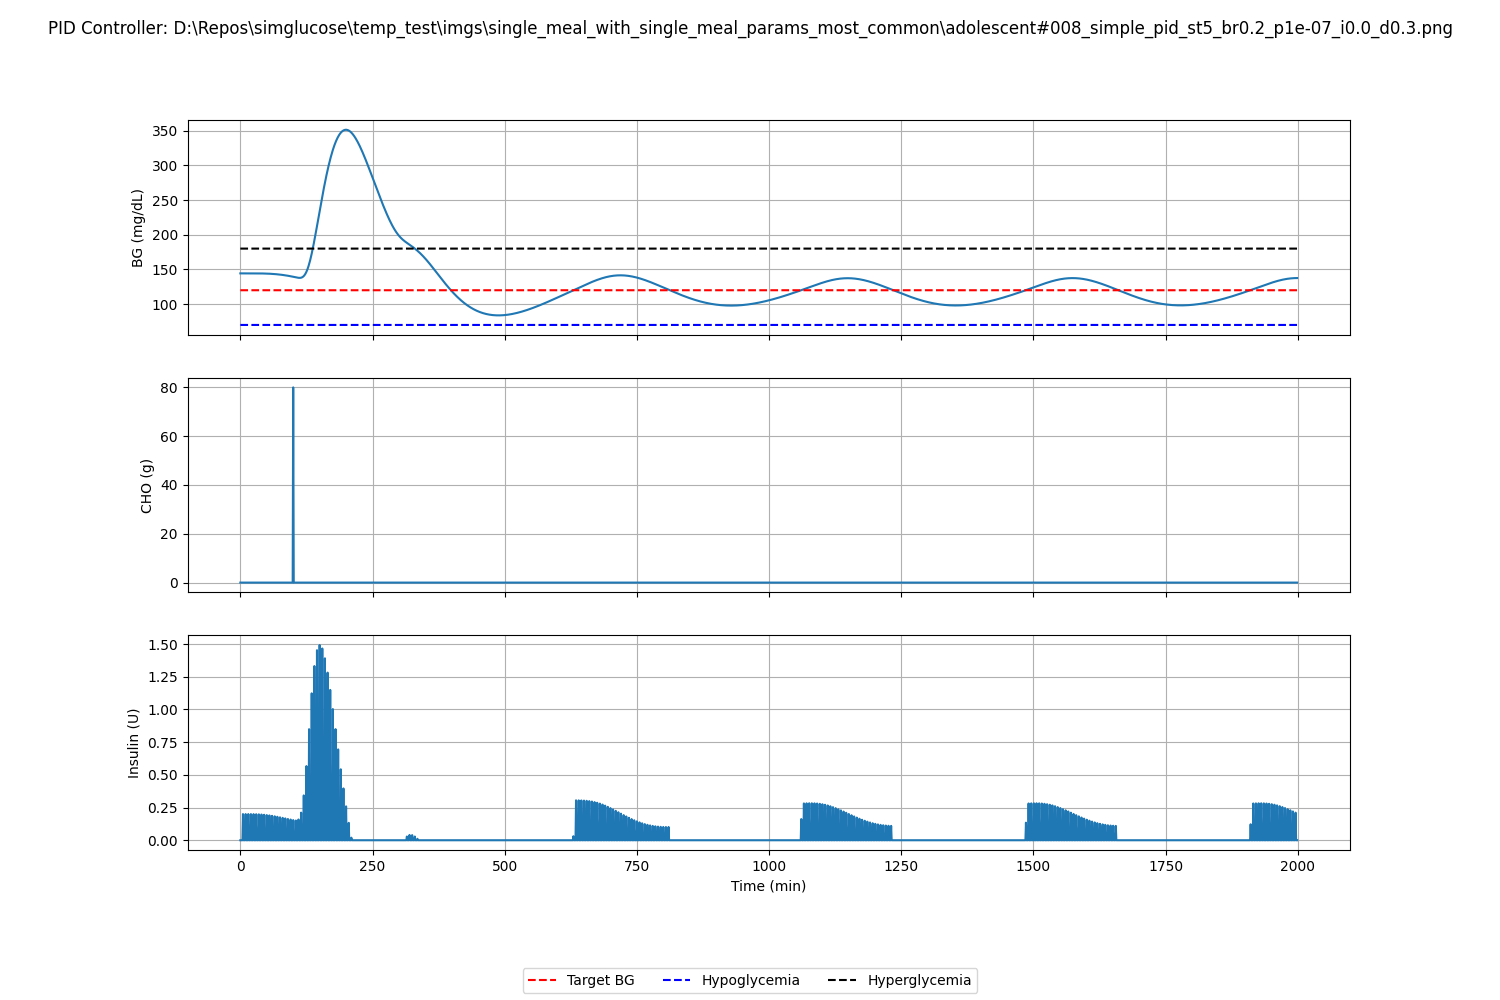 PID Controller: D:\Repos\simglucose\temp_test\imgs\single_meal_with_single_meal_params_most_common\adolescent#008_simple_pid_st5_br0.2_p1e-07_i0.0_d0.3.png
350
300
250
200
150
100
BG (mg/dL)
80
60
40
20
0
CHO (g)
1.50
1.25
1.00
0.75
0.50
0.25
0.00
Insulin (U)
0 250 500 750 1000 1250 1500 1750 2000
Time (min)
Target BG Hypoglycemia Hyperglycemia